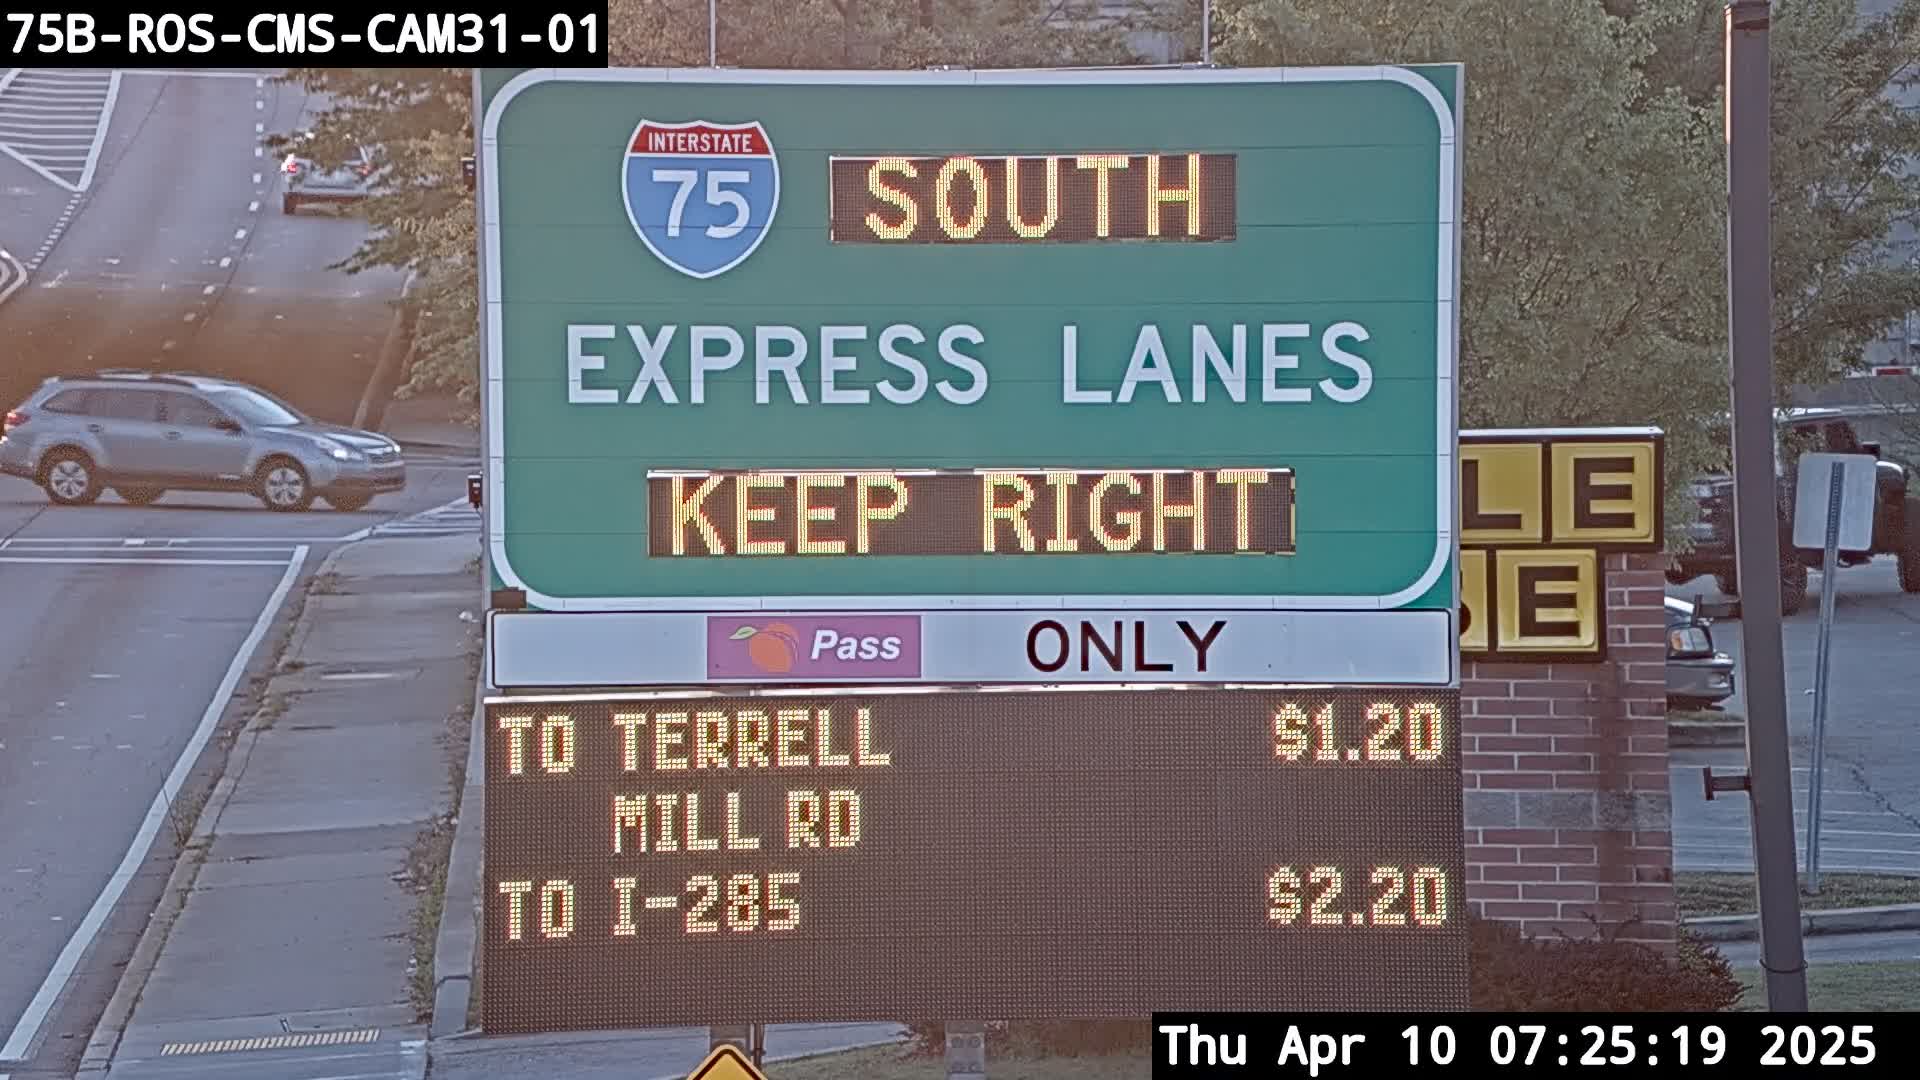 75B-ROS-CMS-CAM31-01
INTERSTATE
75
SOUTH
EXPRESS LANES
KEEP RIGHT
Pass ONLY
TO TERRELL $1.20
MILL RD
TO I-285 $2.20
LE
E
Thu Apr 10 07:25:19 2025